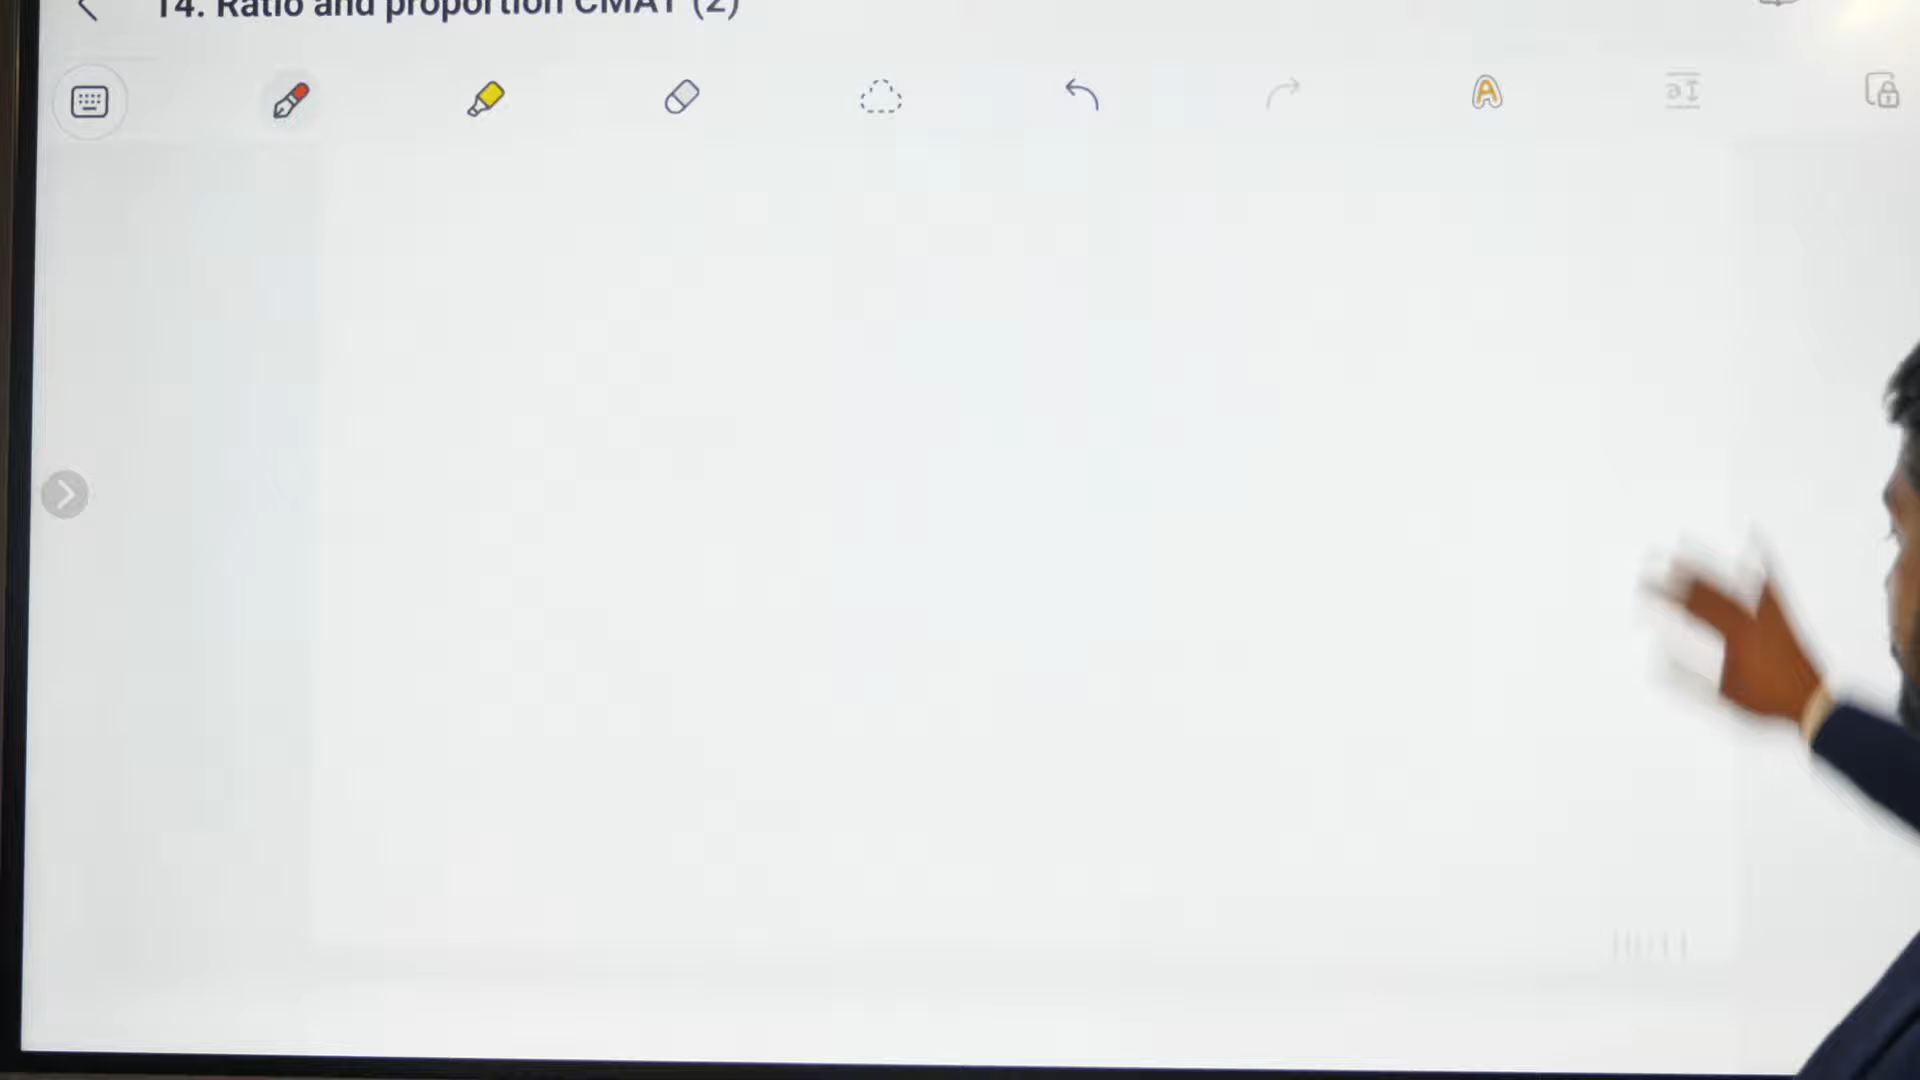 14. Ratio and proportion CMAT (2)